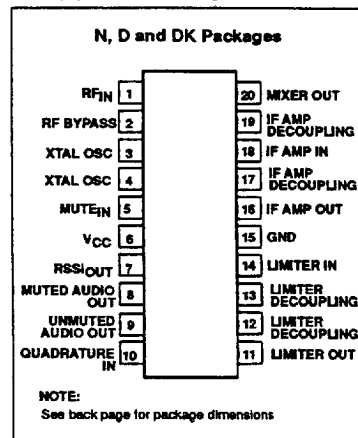 N, D and DK Packages
RFIN 1
RF BYPASS 2
XTAL OSC 3
XTAL OSC 4
MUTEIN 5
VCC 6
RSSIOUT 7
MUTED AUDIO OUT 8
UNMUTED AUDIO OUT 9
QUADRATURE IN 10
20 MIXER OUT
19 IF AMP DECOUPLING
18 IF AMP IN
17 IF AMP DECOUPLING
16 IF AMP OUT
15 GND
14 LIMITER IN
13 LIMITER DECOUPLING
12 LIMITER DECOUPLING
11 LIMITER OUT
NOTE:
See back page for package dimensions